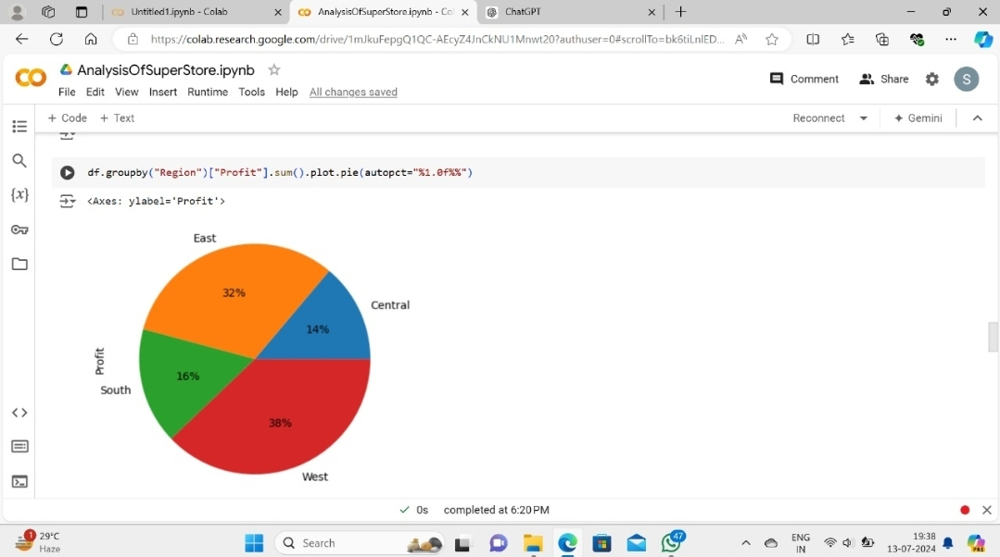 Untitled1.ipynb - Colab
AnalysisOfSuperStore.ipynb - Co
ChatGPT
https://colab.research.google.com/drive/1mJkuFepgQ1QC-AEcyZ4JnCkNU1Mnwt20?authuser=0#scrollTo=bk6tiLnlED...
AnalysisOfSuperStore.ipynb
Comment
Share
S
File Edit View Insert Runtime Tools Help All changes saved
+ Code + Text
Reconnect
Gemini
df.groupby("Region")["Profit"].sum().plot.pie(autopct="%1.0f%%")
<Axes: ylabel='Profit'>
East
32%
Central
14%
Profit
16%
South
38%
West
0s completed at 6:20 PM
1
29°C
Haze
Search
47
ENG
IN
19:38
13-07-2024
PRE